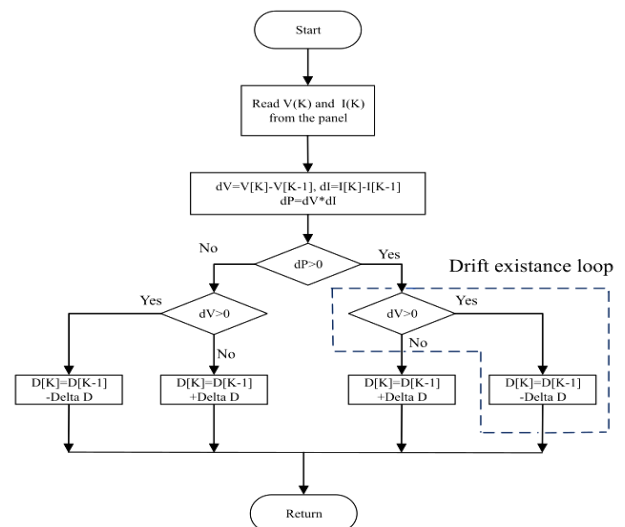 Start
Read V(K) and I(K)
from the panel
dV=V[K]-V[K-1], dI=I[K]-I[K-1]
dP=dV*dI
No
dP>0
Yes
Drift existance loop
Yes
dV>0
No
dV>0
Yes
No
D[K]=D[K-1]
-Delta D
D[K]=D[K-1]
+Delta D
D[K]=D[K-1]
+Delta D
D[K]=D[K-1]
-Delta D
Return